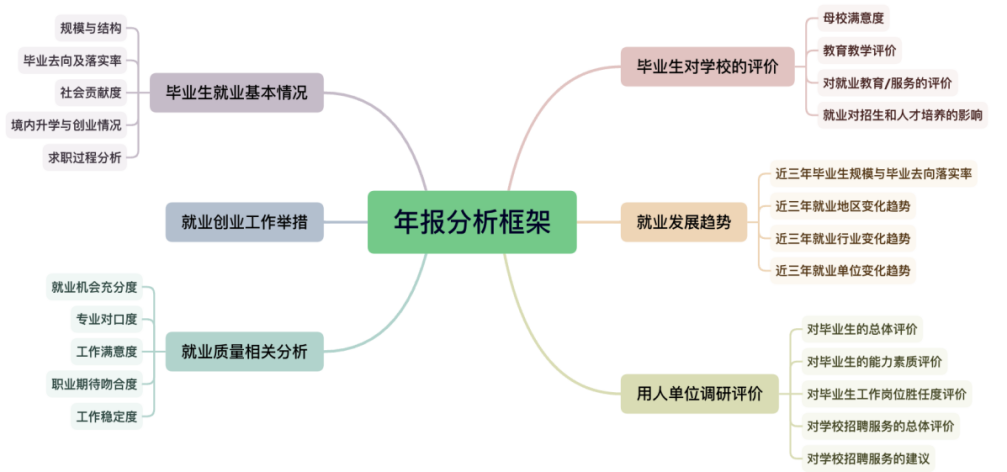 年报分析框架
毕业生就业基本情况
规模与结构
毕业去向及落实率
社会贡献度
境内升学与创业情况
求职过程分析
就业创业工作举措
就业质量相关分析
就业机会充分度
专业对口度
工作满意度
职业期待吻合度
工作稳定度
毕业生对学校的评价
母校满意度
教育教学评价
对就业教育/服务的评价
就业对招生和人才培养的影响
就业发展趋势
近三年毕业生规模与毕业去向落实率
近三年就业地区变化趋势
近三年就业行业变化趋势
近三年就业单位变化趋势
用人单位调研评价
对毕业生的总体评价
对毕业生的能力素质评价
对毕业生工作岗位胜任度评价
对学校招聘服务的总体评价
对学校招聘服务的建议